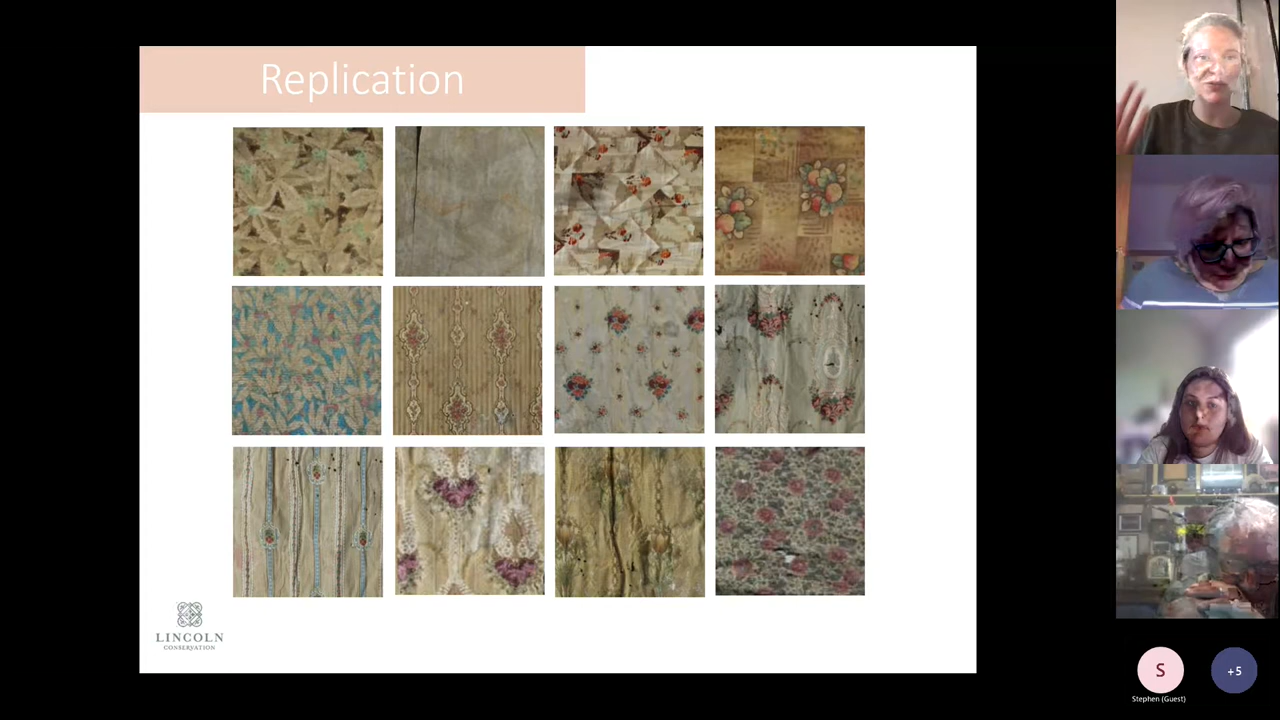 Replication
LINCOLN
CONSERVATION
S
+5
Stephen (Guest)